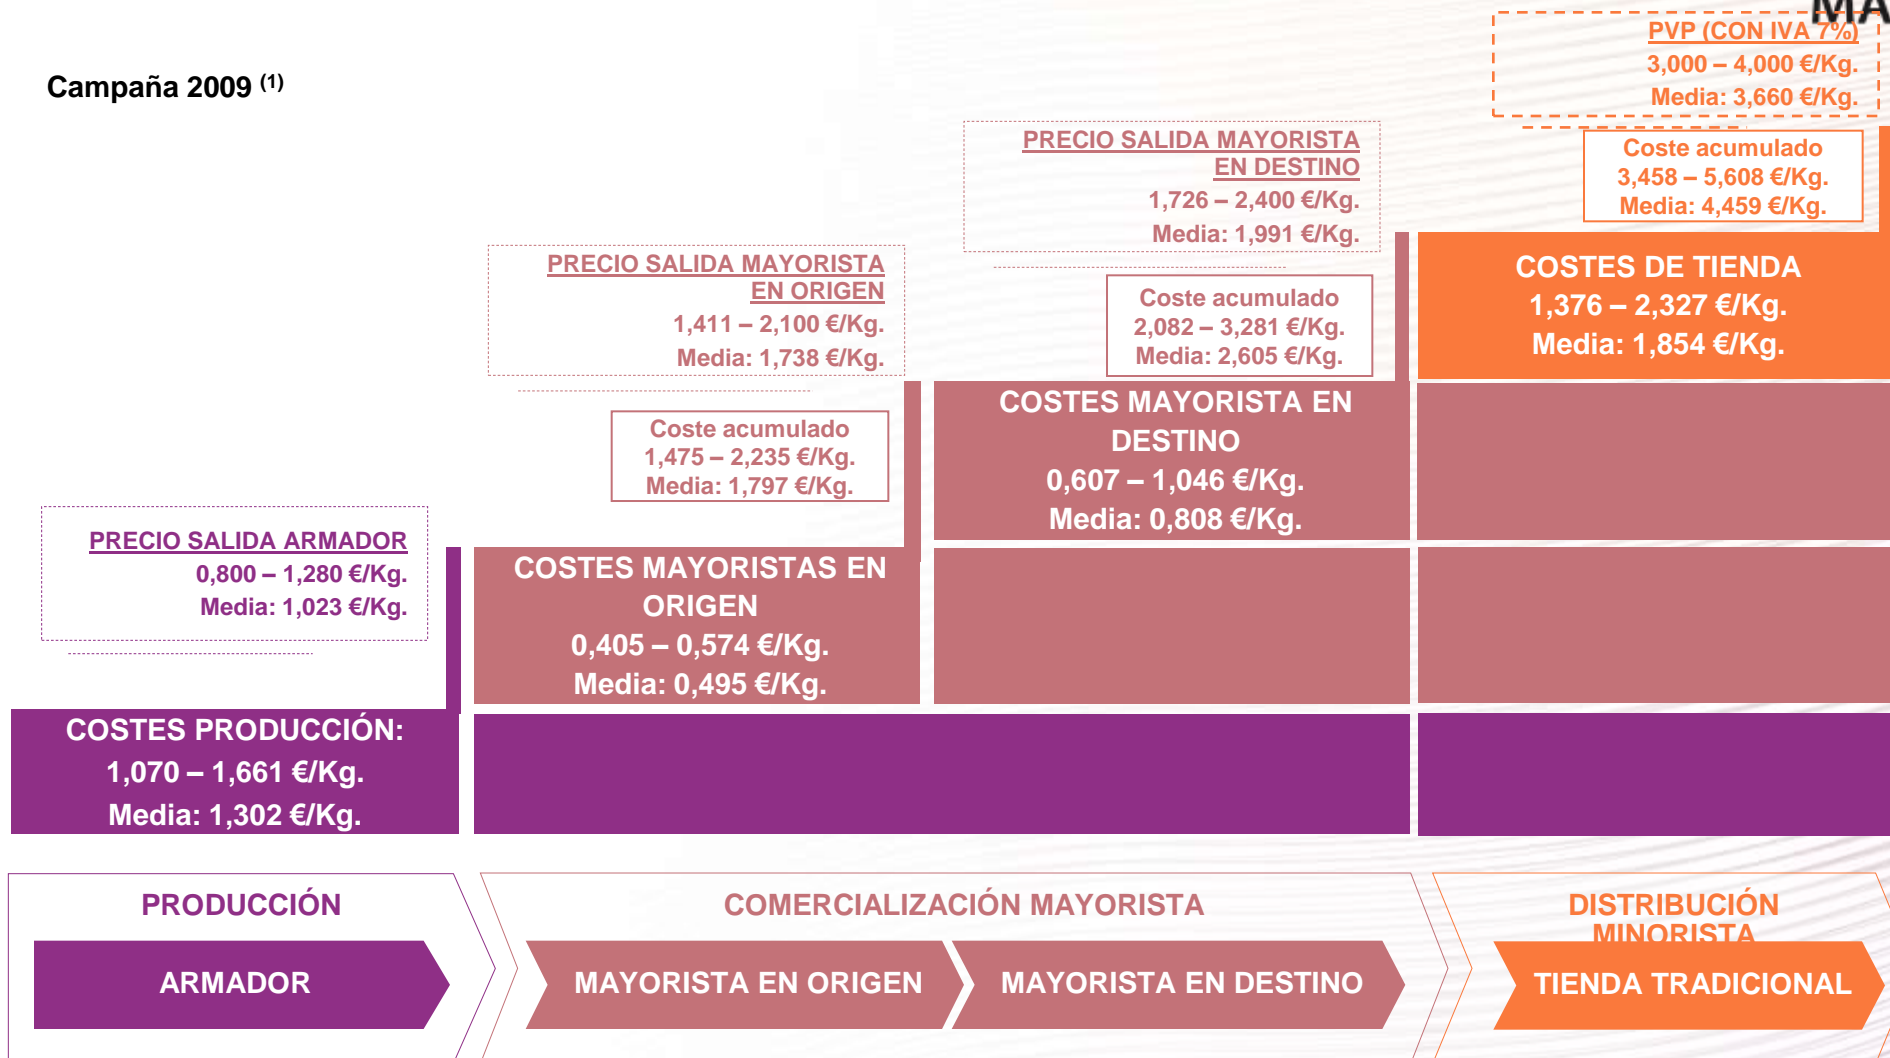 MA
Campaña 2009 (1)
PVP (CON IVA 7%)
3,000 – 4,000 €/Kg.
Media: 3,660 €/Kg.
Coste acumulado
3,458 – 5,608 €/Kg.
Media: 4,459 €/Kg.
PRECIO SALIDA MAYORISTA
EN DESTINO
1,726 – 2,400 €/Kg.
Media: 1,991 €/Kg.
Coste acumulado
2,082 – 3,281 €/Kg.
Media: 2,605 €/Kg.
COSTES DE TIENDA
1,376 – 2,327 €/Kg.
Media: 1,854 €/Kg.
PRECIO SALIDA MAYORISTA
EN ORIGEN
1,411 – 2,100 €/Kg.
Media: 1,738 €/Kg.
Coste acumulado
1,475 – 2,235 €/Kg.
Media: 1,797 €/Kg.
COSTES MAYORISTA EN
DESTINO
0,607 – 1,046 €/Kg.
Media: 0,808 €/Kg.
PRECIO SALIDA ARMADOR
0,800 – 1,280 €/Kg.
Media: 1,023 €/Kg.
COSTES MAYORISTAS EN
ORIGEN
0,405 – 0,574 €/Kg.
Media: 0,495 €/Kg.
COSTES PRODUCCIÓN:
1,070 – 1,661 €/Kg.
Media: 1,302 €/Kg.
PRODUCCIÓN
COMERCIALIZACIÓN MAYORISTA
DISTRIBUCIÓN
MINORISTA
ARMADOR
MAYORISTA EN ORIGEN
MAYORISTA EN DESTINO
TIENDA TRADICIONAL